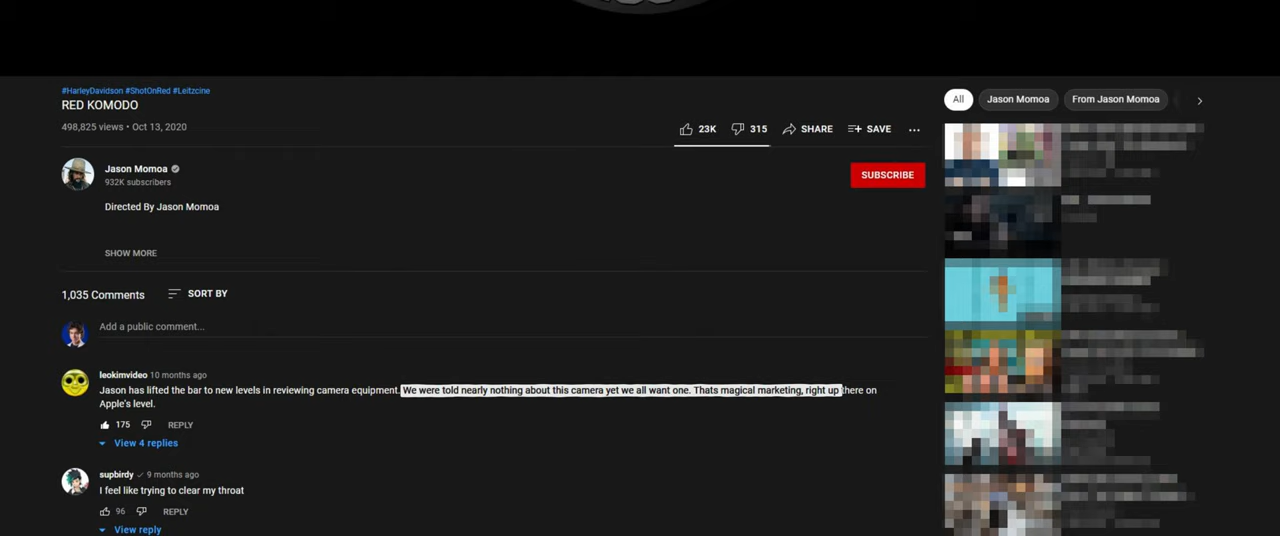 #HarleyDavidson #ShotOnRed #Leitzcine
RED KOMODO
498,825 views • Oct 13, 2020
23K
315
SHARE
SAVE
Jason Momoa
932K subscribers
SUBSCRIBE
Directed By Jason Momoa
SHOW MORE
1,035 Comments
SORT BY
Add a public comment...
leokimvideo 10 months ago
Jason has lifted the bar to new levels in reviewing camera equipment. We were told nearly nothing about this camera yet we all want one. Thats magical marketing, right up there on
Apple's level.
175
REPLY
View 4 replies
supbirdy 9 months ago
I feel like trying to clear my throat
96
REPLY
View reply
All
Jason Momoa
From Jason Momoa